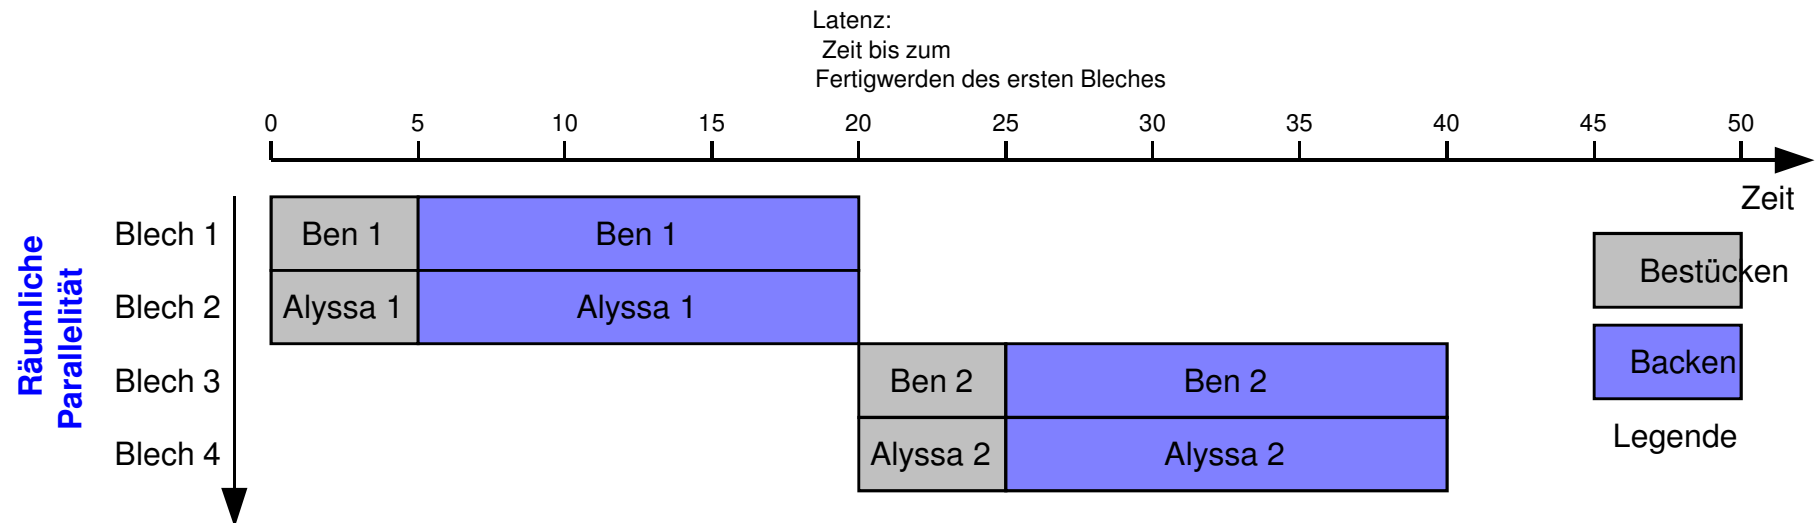 Latenz:
Zeit bis zum
Fertigwerden des ersten Bleches
0 5 10 15 20 25 30 35 40 45 50
Zeit
Räumliche
Parallelität
Blech 1 Ben 1 Ben 1
Blech 2 Alyssa 1 Alyssa 1
Blech 3 Ben 2 Ben 2
Blech 4 Alyssa 2 Alyssa 2
Bestücken
Backen
Legende